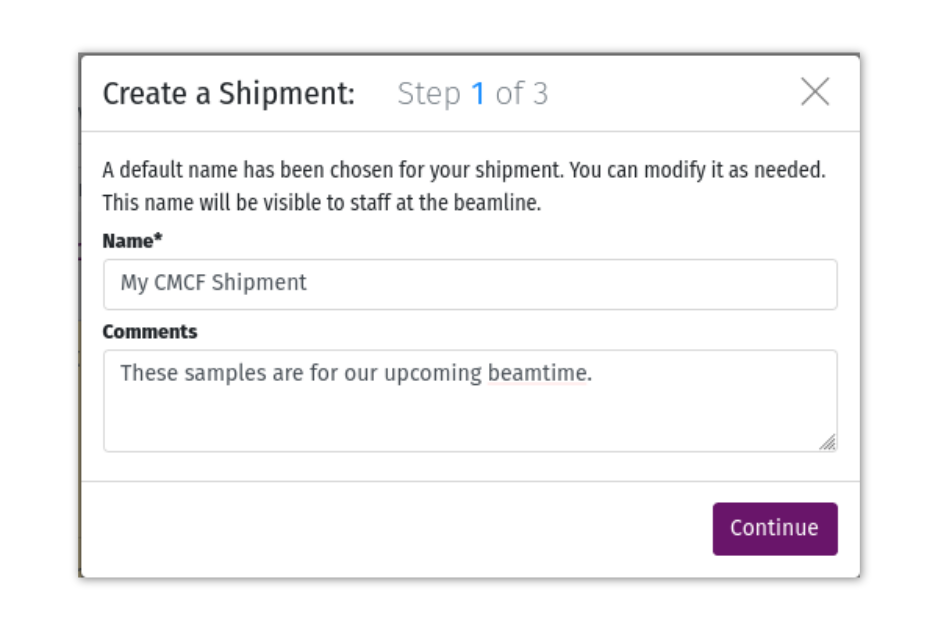 Create a Shipment: Step 1 of 3
A default name has been chosen for your shipment. You can modify it as needed.
This name will be visible to staff at the beamline.
Name*
My CMCF Shipment
Comments
These samples are for our upcoming beamtime.
Continue